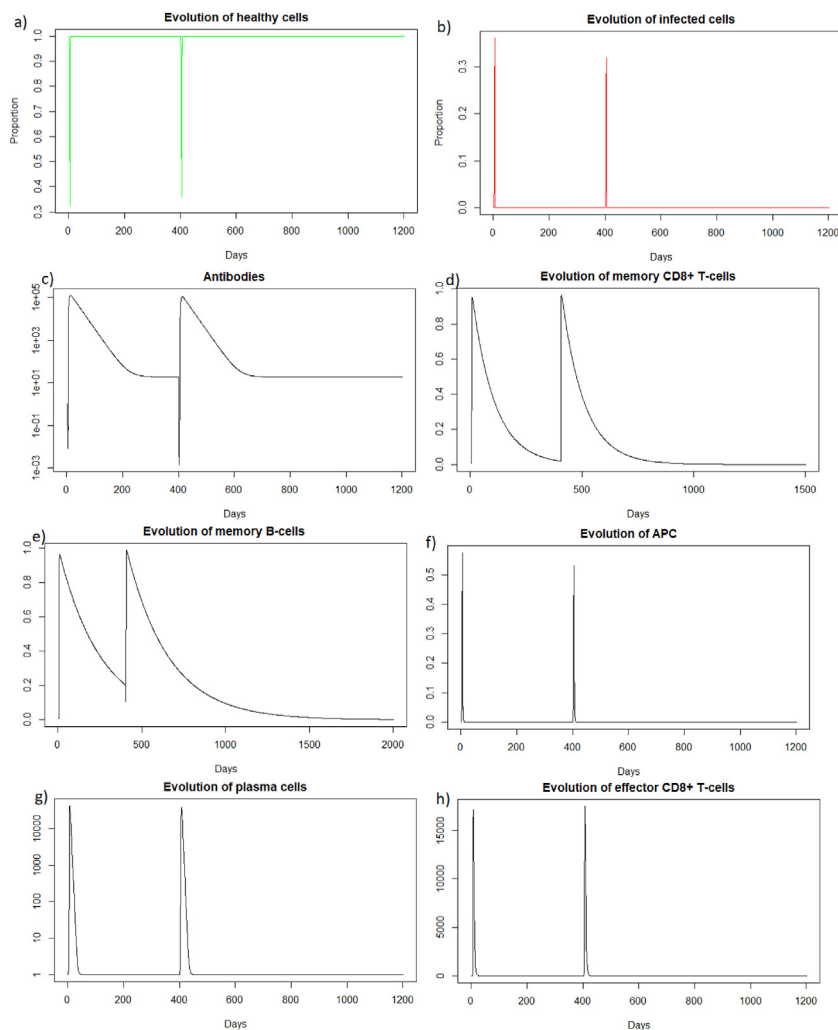 a)
Evolution of healthy cells
Proportion
1.0
0.9
0.8
0.7
0.6
0.5
0.4
0.3
0 200 400 600 800 1000 1200
Days
b)
Evolution of infected cells
Proportion
0.3
0.2
0.1
0.0
0 200 400 600 800 1000 1200
Days
c)
Antibodies
1e+05
1e+03
1e+01
1e-01
1e-03
0 200 400 600 800 1000 1200
Days
d)
Evolution of memory CD8+ T-cells
1.0
0.8
0.6
0.4
0.2
0.0
0 500 1000 1500
Days
e)
Evolution of memory B-cells
1.0
0.8
0.6
0.4
0.2
0.0
0 500 1000 1500 2000
Days
f)
Evolution of APC
0.5
0.4
0.3
0.2
0.1
0.0
0 200 400 600 800 1000 1200
Days
g)
Evolution of plasma cells
10000
1000
100
10
1
0 200 400 600 800 1000 1200
Days
h)
Evolution of effector CD8+ T-cells
15000
10000
5000
0
0 200 400 600 800 1000 1200
Days